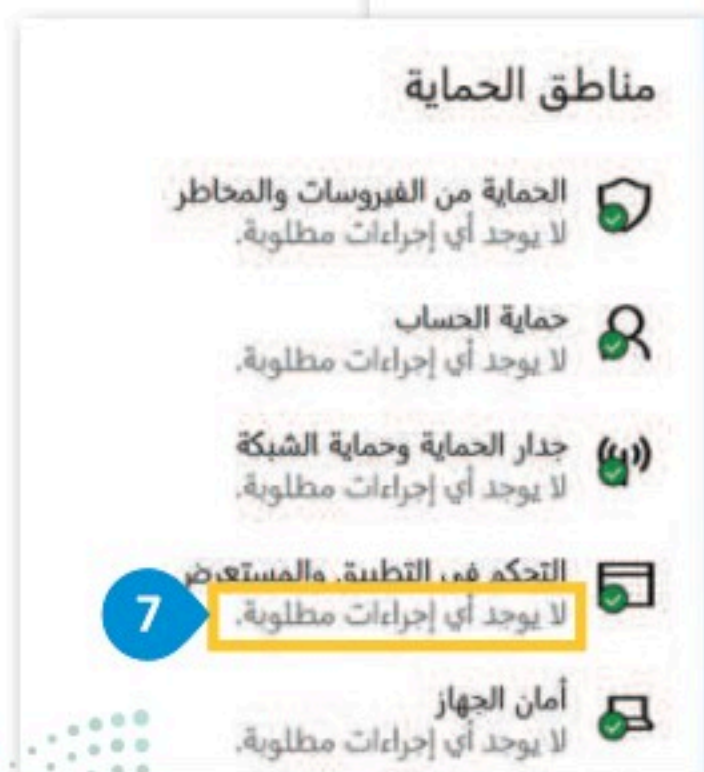 مناطق الحماية
الحماية من الفيروسات والمخاطر
لا يوجد أي إجراءات مطلوبة.
حماية الحساب
لا يوجد أي إجراءات مطلوبة.
جدار الحماية وحماية الشبكة
لا يوجد أي إجراءات مطلوبة.
التحكم في التطبيق والمستعرض
7
لا يوجد أي إجراءات مطلوبة.
أمان الجهاز
لا يوجد أي إجراءات مطلوبة.